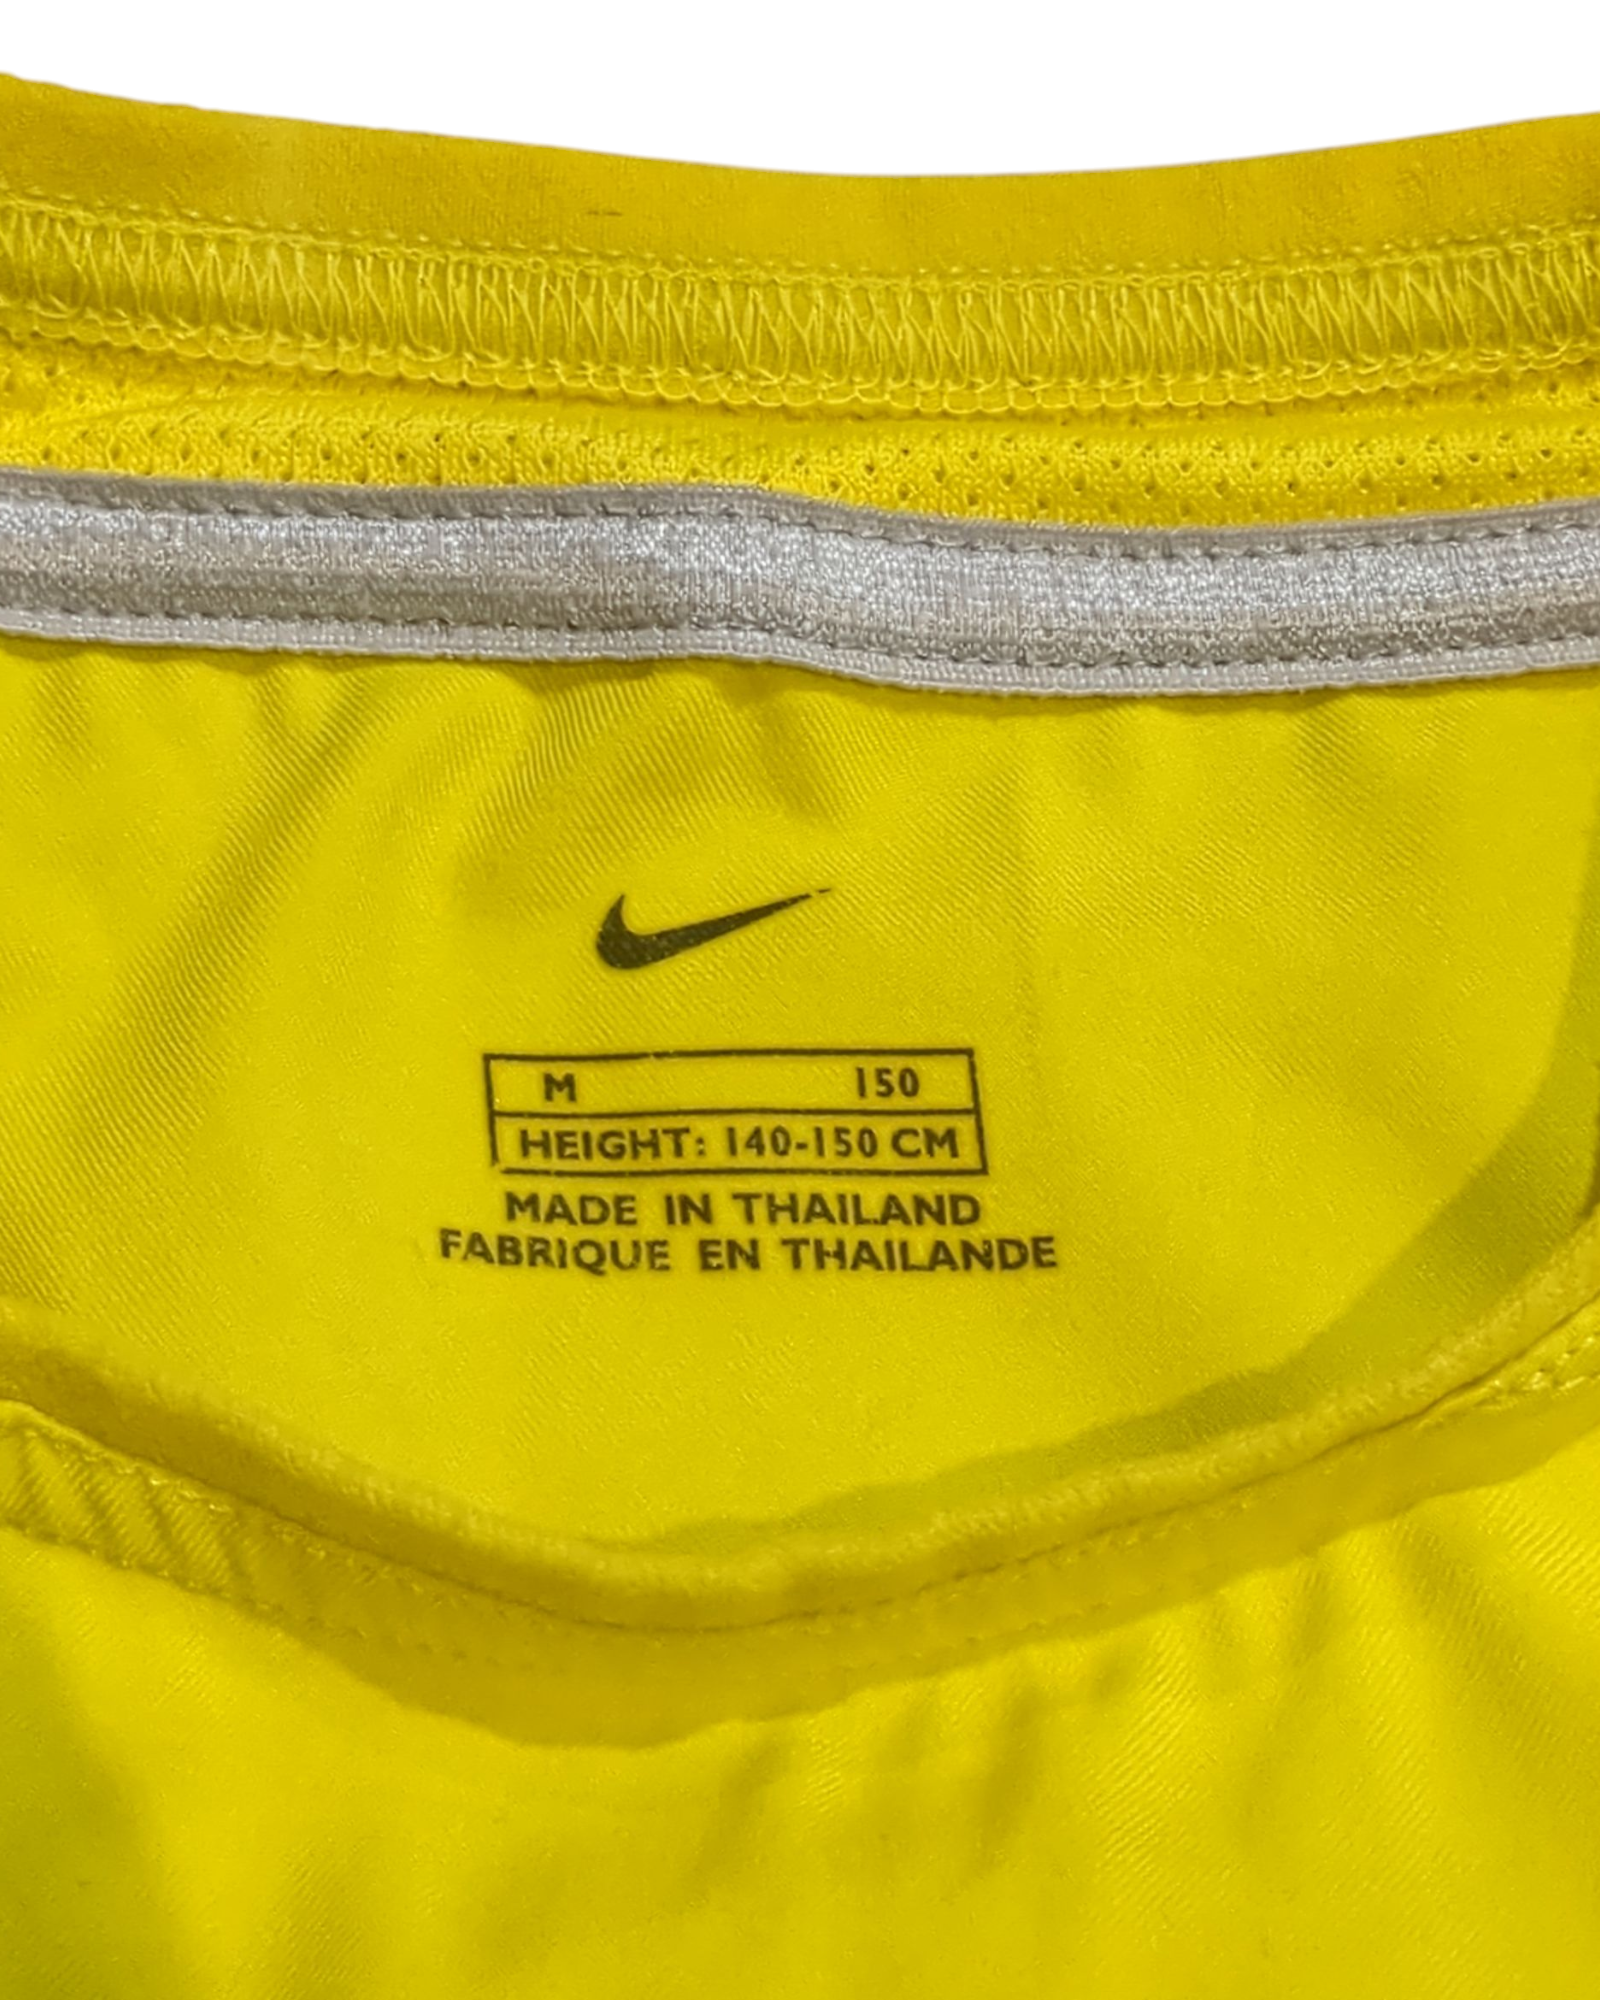 M 150
HEIGHT: 140-150 CM
MADE IN THAILAND
FABRIQUE EN THAILANDE